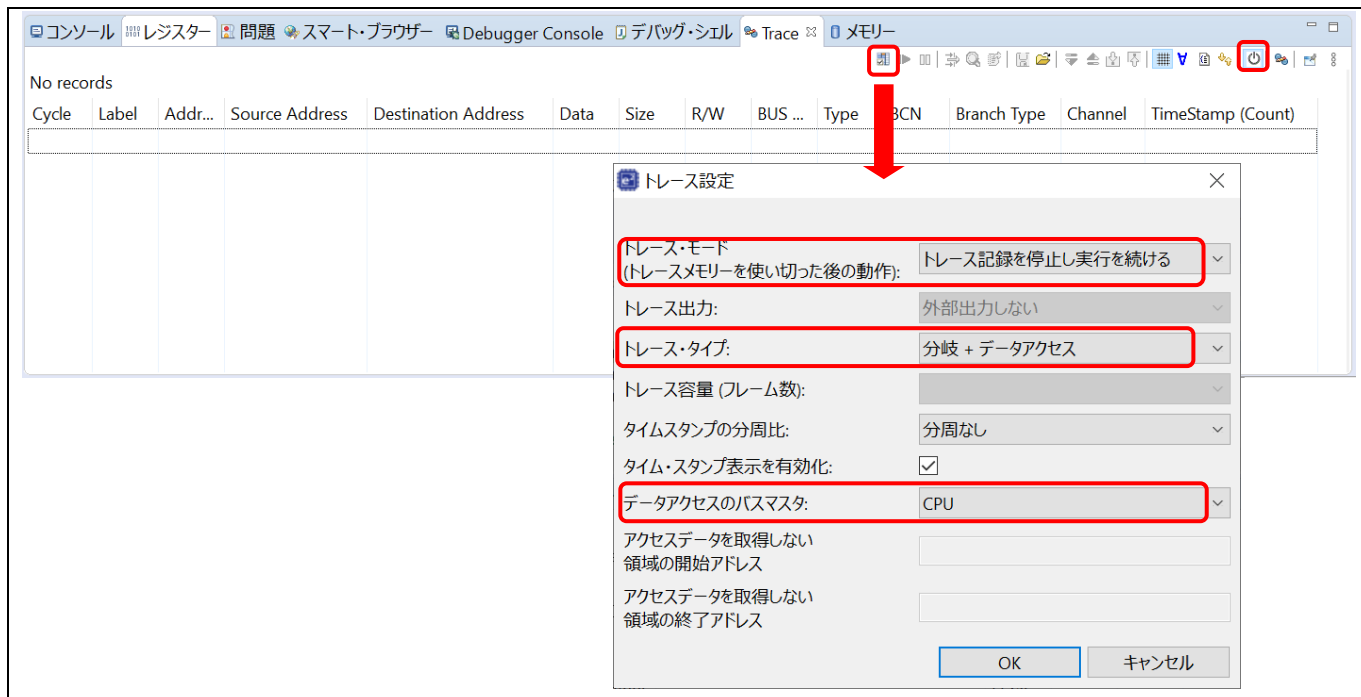 コンソール レジスター 問題 スマート・ブラウザー Debugger Console デバッグ・シェル Trace メモリー
No records
Cycle Label Addr... Source Address Destination Address Data Size R/W BUS ... Type BCN Branch Type Channel TimeStamp (Count)
トレース設定
トレース・モード
(トレースメモリーを使い切った後の動作): トレース記録を停止し実行を続ける
トレース出力: 外部出力しない
トレース・タイプ: 分岐 + データアクセス
トレース容量 (フレーム数):
タイムスタンプの分周比: 分周なし
タイム・スタンプ表示を有効化:
データアクセスのバスマスタ: CPU
アクセスデータを取得しない
領域の開始アドレス
アクセスデータを取得しない
領域の終了アドレス
OK キャンセル